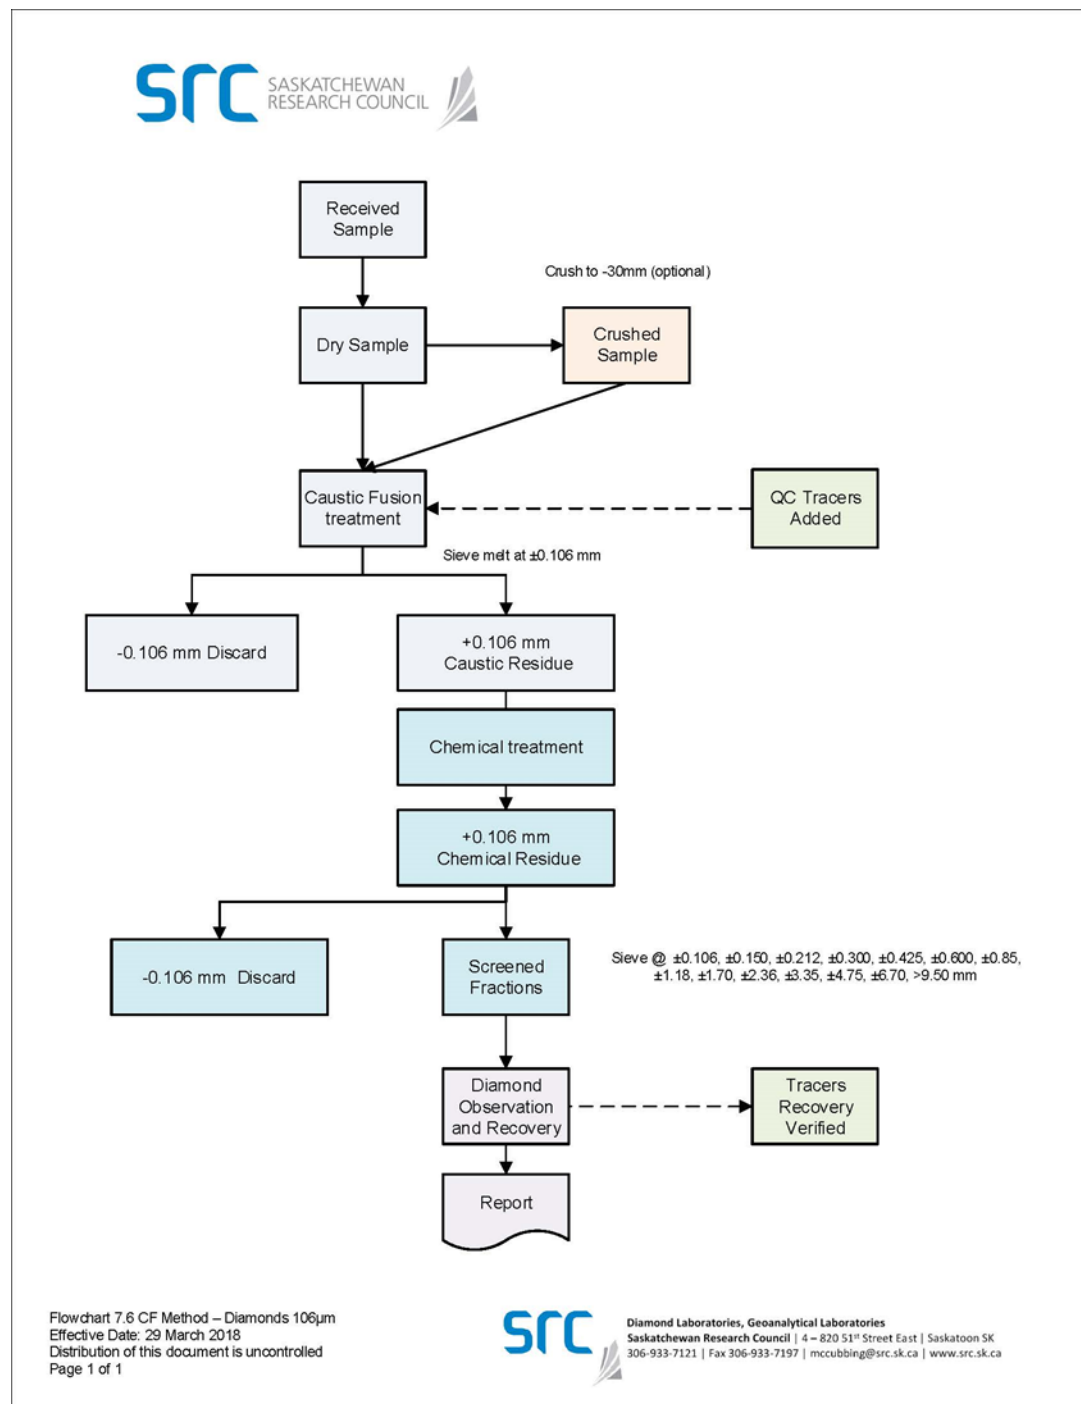 src SASKATCHEWAN
RESEARCH COUNCIL
Received
Sample
Crush to -30mm (optional)
Dry Sample
Crushed
Sample
Caustic Fusion
treatment
QC Tracers
Added
Sieve melt at ±0.106 mm
-0.106 mm Discard
+0.106 mm
Caustic Residue
Chemical treatment
+0.106 mm
Chemical Residue
-0.106 mm Discard
Screened
Fractions
Sieve @ ±0.106, ±0.150, ±0.212, ±0.300, ±0.425, ±0.600, ±0.85,
±1.18, ±1.70, ±2.36, ±3.35, ±4.75, ±6.70, >9.50 mm
Diamond
Observation
and Recovery
Tracers
Recovery
Verified
Report
Flowchart 7.6 CF Method – Diamonds 106µm
Effective Date: 29 March 2018
Distribution of this document is uncontrolled
Page 1 of 1
src
Diamond Laboratories, Geoanalytical Laboratories
Saskatchewan Research Council | 4 – 820 51st Street East | Saskatoon SK
306-933-7121 | Fax 306-933-7197 | mccubbing@src.sk.ca | www.src.sk.ca